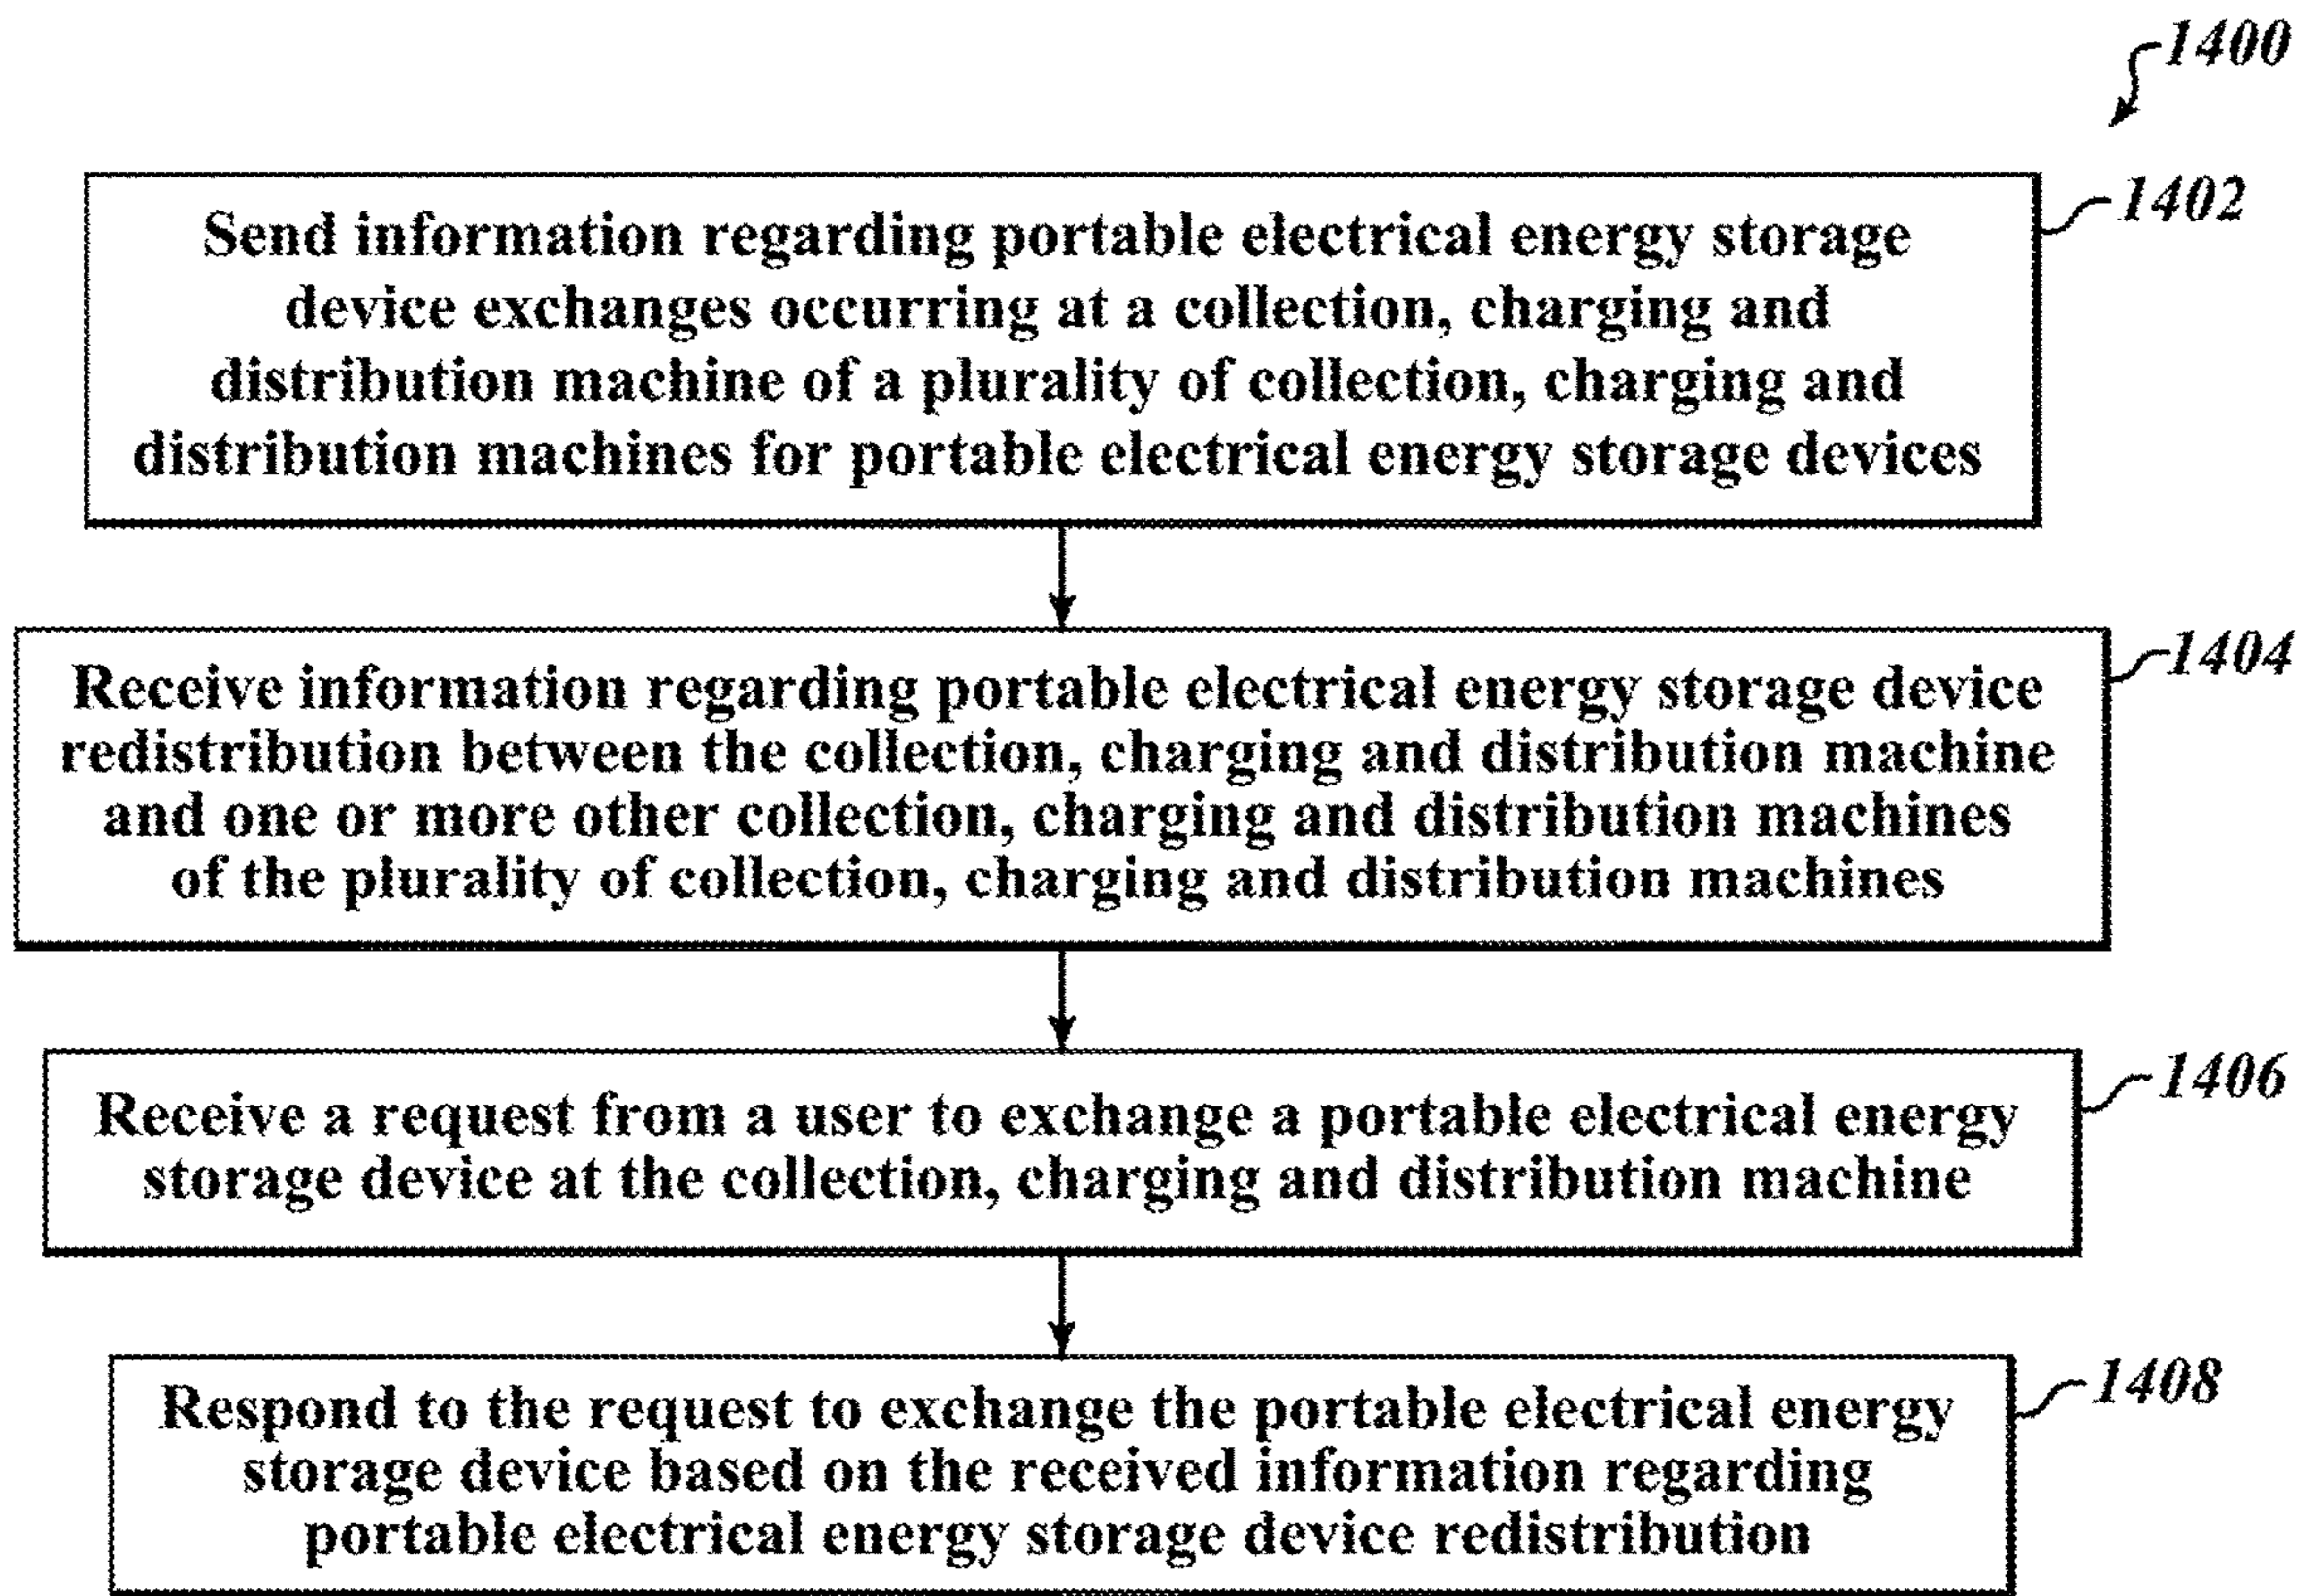 1400
1402
Send information regarding portable electrical energy storage
device exchanges occurring at a collection, charging and
distribution machine of a plurality of collection, charging and
distribution machines for portable electrical energy storage devices
1404
Receive information regarding portable electrical energy storage device
redistribution between the collection, charging and distribution machine
and one or more other collection, charging and distribution machines
of the plurality of collection, charging and distribution machines
1406
Receive a request from a user to exchange a portable electrical energy
storage device at the collection, charging and distribution machine
1408
Respond to the request to exchange the portable electrical energy
storage device based on the received information regarding
portable electrical energy storage device redistribution